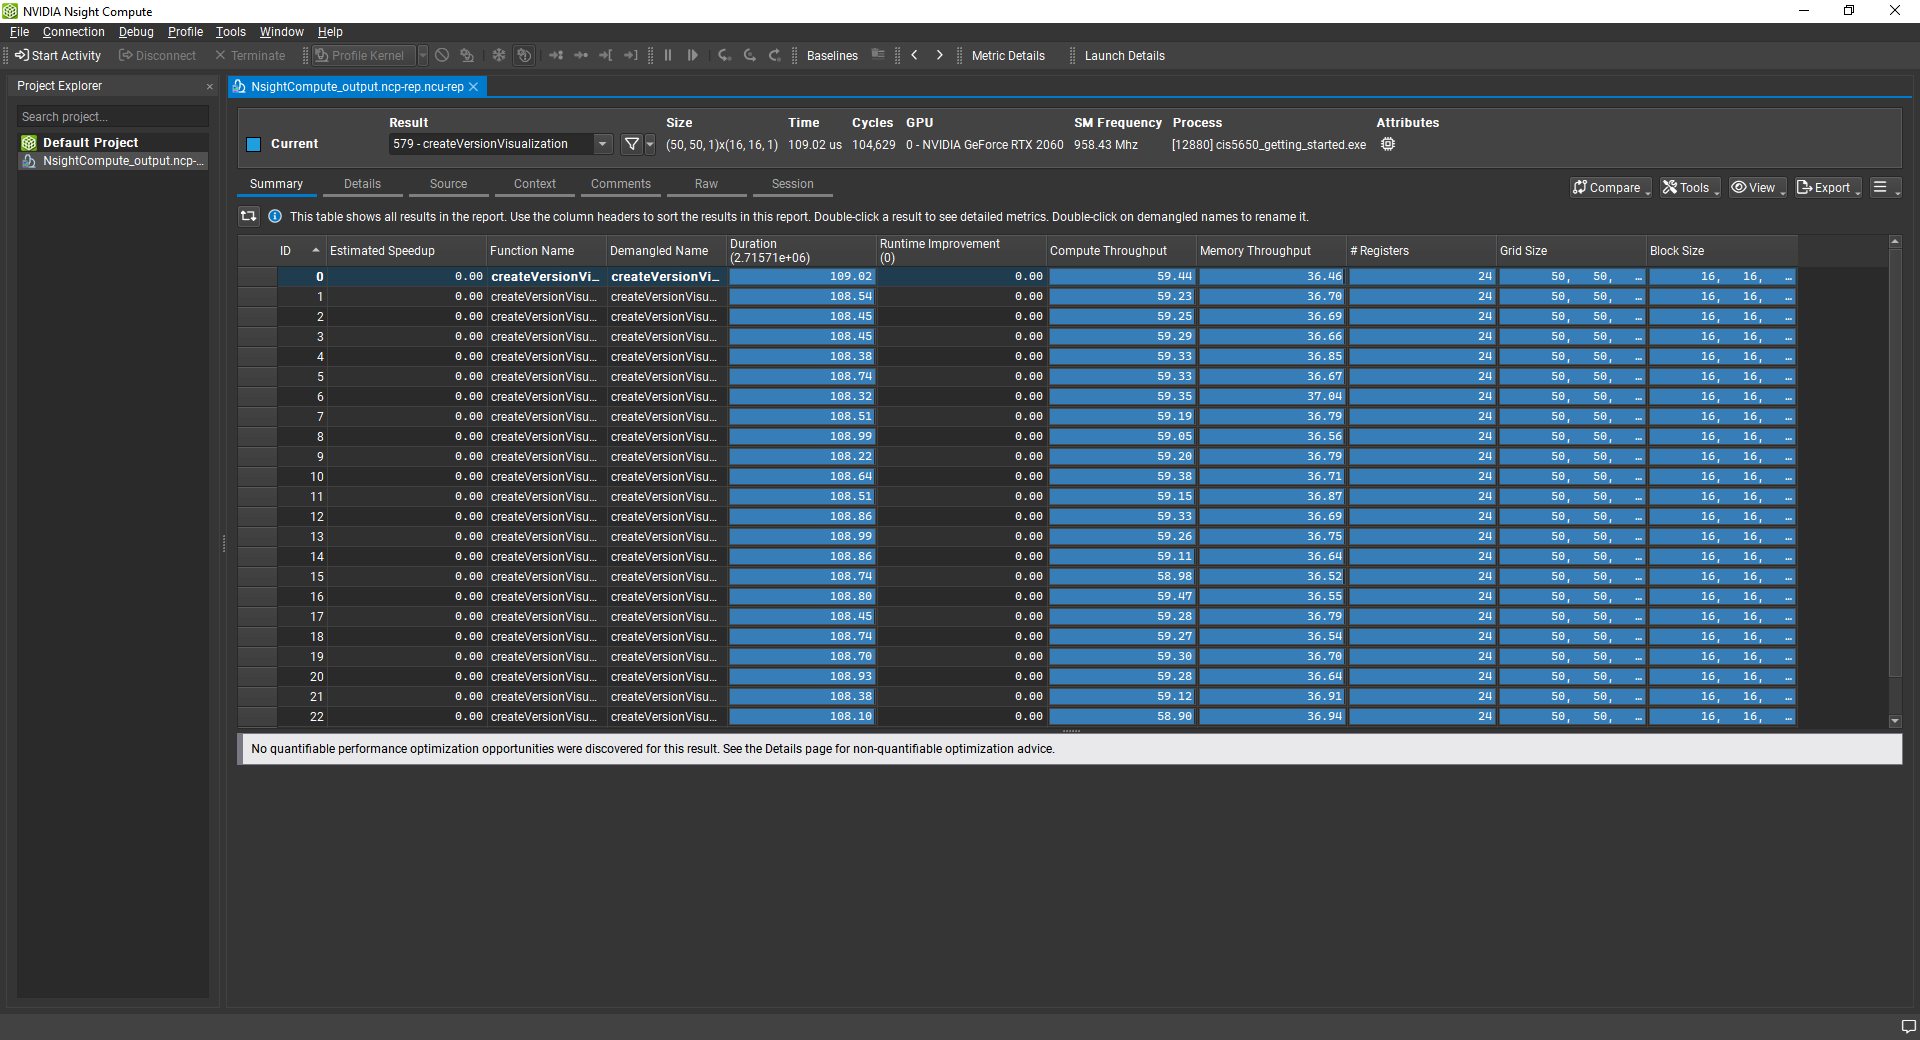 NVIDIA Nsight Compute
File Connection Debug Profile Tools Window Help
Start Activity Disconnect Terminate Profile Kernel Baselines Metric Details Launch Details
Project Explorer
Search project...
Default Project
NsightCompute_output.ncp-...
NsightCompute_output.ncp-rep.ncu-rep
Result Size Time Cycles GPU SM Frequency Process Attributes
Current 579 - createVersionVisualization (50, 50, 1)x(16, 16, 1) 109.02 us 104,629 0 - NVIDIA GeForce RTX 2060 958.43 Mhz [12880] cis5650_getting_started.exe
Summary Details Source Context Comments Raw Session Compare Tools View Export
This table shows all results in the report. Use the column headers to sort the results in this report. Double-click a result to see detailed metrics. Double-click on demangled names to rename it.
ID Estimated Speedup Function Name Demangled Name Duration (2.71571e+06) Runtime Improvement (0) Compute Throughput Memory Throughput # Registers Grid Size Block Size
0 0.00 createVersionVi... createVersionVi... 109.02 0.00 59.44 36.46 24 50, 50, ... 16, 16, ...
1 0.00 createVersionVisu... createVersionVisu... 108.54 0.00 59.23 36.70 24 50, 50, ... 16, 16, ...
2 0.00 createVersionVisu... createVersionVisu... 108.45 0.00 59.25 36.69 24 50, 50, ... 16, 16, ...
3 0.00 createVersionVisu... createVersionVisu... 108.45 0.00 59.29 36.66 24 50, 50, ... 16, 16, ...
4 0.00 createVersionVisu... createVersionVisu... 108.38 0.00 59.33 36.85 24 50, 50, ... 16, 16, ...
5 0.00 createVersionVisu... createVersionVisu... 108.74 0.00 59.33 36.67 24 50, 50, ... 16, 16, ...
6 0.00 createVersionVisu... createVersionVisu... 108.32 0.00 59.35 37.04 24 50, 50, ... 16, 16, ...
7 0.00 createVersionVisu... createVersionVisu... 108.51 0.00 59.19 36.79 24 50, 50, ... 16, 16, ...
8 0.00 createVersionVisu... createVersionVisu... 108.99 0.00 59.05 36.56 24 50, 50, ... 16, 16, ...
9 0.00 createVersionVisu... createVersionVisu... 108.22 0.00 59.20 36.79 24 50, 50, ... 16, 16, ...
10 0.00 createVersionVisu... createVersionVisu... 108.64 0.00 59.38 36.71 24 50, 50, ... 16, 16, ...
11 0.00 createVersionVisu... createVersionVisu... 108.51 0.00 59.15 36.87 24 50, 50, ... 16, 16, ...
12 0.00 createVersionVisu... createVersionVisu... 108.86 0.00 59.33 36.69 24 50, 50, ... 16, 16, ...
13 0.00 createVersionVisu... createVersionVisu... 108.99 0.00 59.26 36.75 24 50, 50, ... 16, 16, ...
14 0.00 createVersionVisu... createVersionVisu... 108.86 0.00 59.11 36.64 24 50, 50, ... 16, 16, ...
15 0.00 createVersionVisu... createVersionVisu... 108.74 0.00 58.98 36.52 24 50, 50, ... 16, 16, ...
16 0.00 createVersionVisu... createVersionVisu... 108.80 0.00 59.47 36.55 24 50, 50, ... 16, 16, ...
17 0.00 createVersionVisu... createVersionVisu... 108.45 0.00 59.28 36.79 24 50, 50, ... 16, 16, ...
18 0.00 createVersionVisu... createVersionVisu... 108.74 0.00 59.27 36.54 24 50, 50, ... 16, 16, ...
19 0.00 createVersionVisu... createVersionVisu... 108.70 0.00 59.30 36.70 24 50, 50, ... 16, 16, ...
20 0.00 createVersionVisu... createVersionVisu... 108.93 0.00 59.28 36.64 24 50, 50, ... 16, 16, ...
21 0.00 createVersionVisu... createVersionVisu... 108.38 0.00 59.12 36.91 24 50, 50, ... 16, 16, ...
22 0.00 createVersionVisu... createVersionVisu... 108.10 0.00 58.90 36.94 24 50, 50, ... 16, 16, ...
No quantifiable performance optimization opportunities were discovered for this result. See the Details page for non-quantifiable optimization advice.